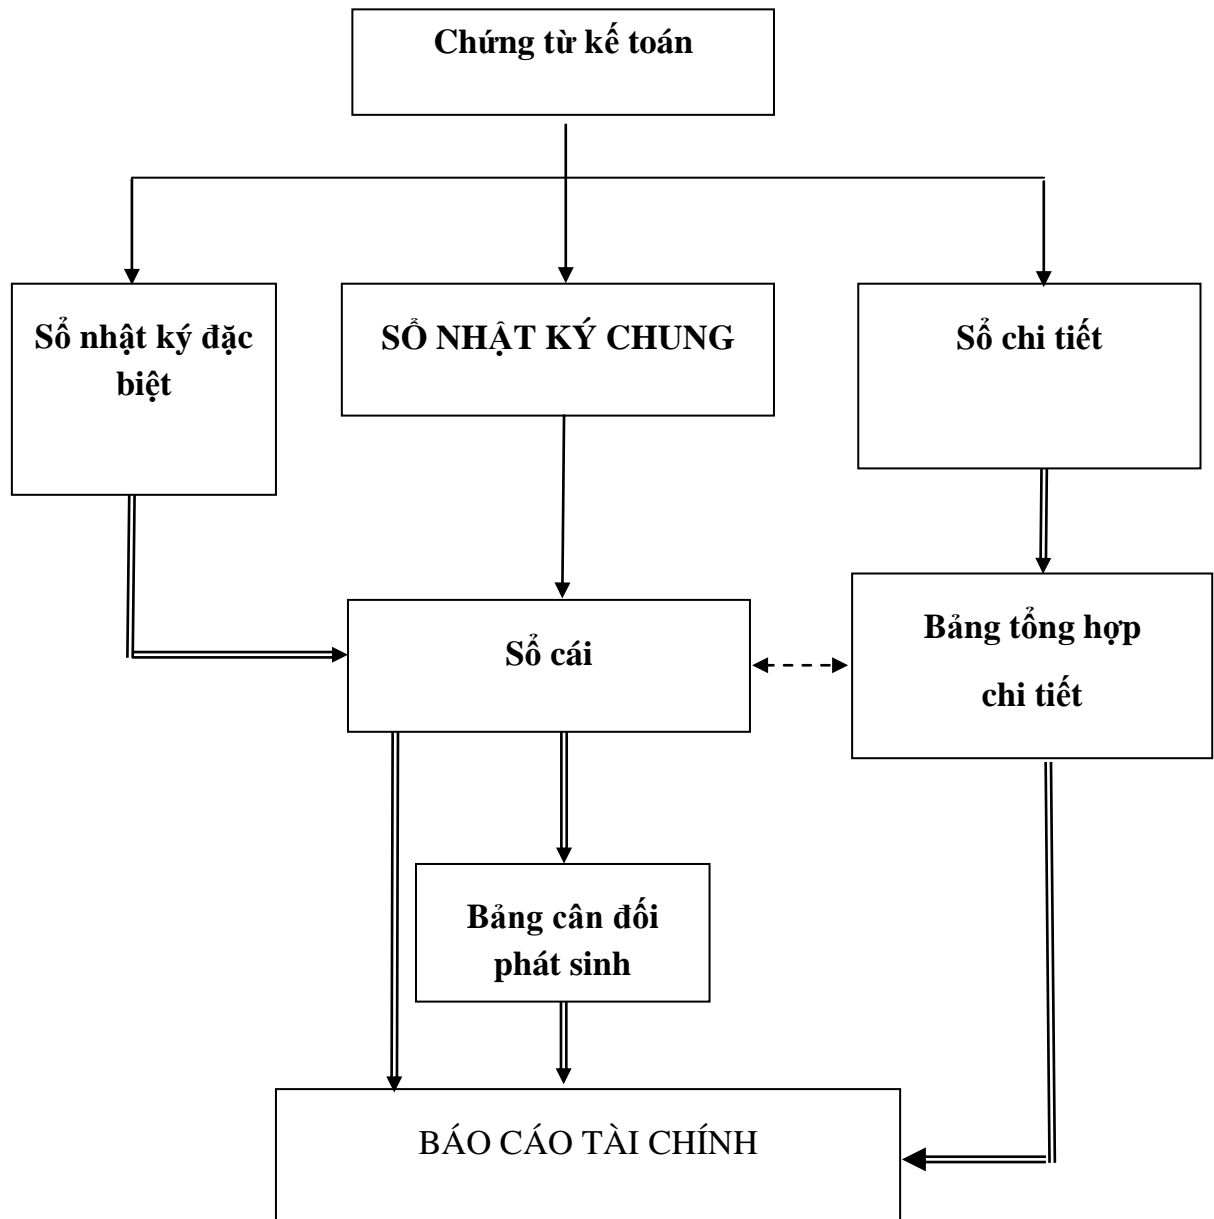 Chứng từ kế toán
Sổ nhật ký đặc
biệt
SỔ NHẬT KÝ CHUNG
Sổ chi tiết
Sổ cái
Bảng tổng hợp
chi tiết
Bảng cân đối
phát sinh
BÁO CÁO TÀI CHÍNH